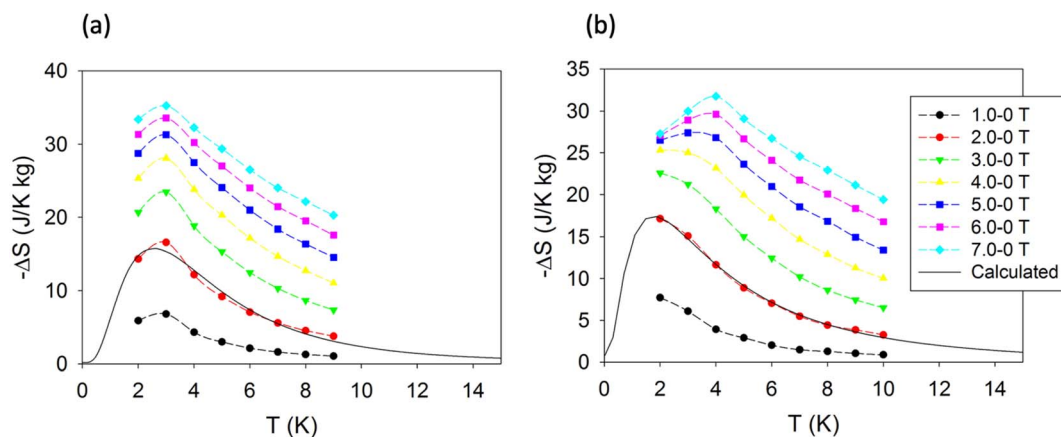 (a)
(b)
-ΔS (J/K kg)
40
30
20
10
0
0 2 4 6 8 10 12 14
T (K)
-ΔS (J/K kg)
35
30
25
20
15
10
5
0
0 2 4 6 8 10 12 14
T (K)
1.0-0 T
2.0-0 T
3.0-0 T
4.0-0 T
5.0-0 T
6.0-0 T
7.0-0 T
Calculated